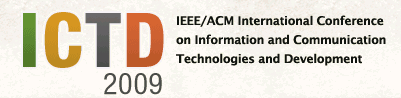 ICTD
2009
IEEE/ACM International Conference
on Information and Communication
Technologies and Development